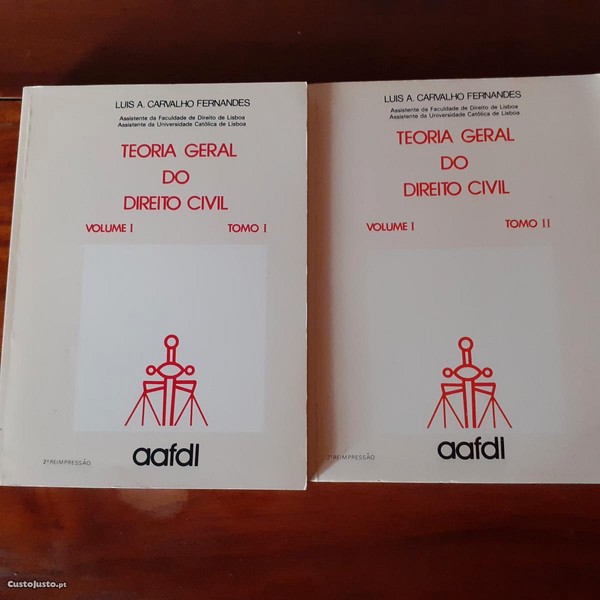 LUIS A. CARVALHO FERNANDES
Assistente da Faculdade de Direito de Lisboa
Assistente da Universidade Católica de Lisboa
TEORIA GERAL
DO
DIREITO CIVIL
VOLUME I TOMO I
2ª REIMPRESSÃO
aafdl
LUIS A. CARVALHO FERNANDES
Assistente da Faculdade de Direito de Lisboa
Assistente da Universidade Católica de Lisboa
TEORIA GERAL
DO
DIREITO CIVIL
VOLUME I TOMO II
2ª REIMPRESSÃO
aafdl
CustoJusto.pt